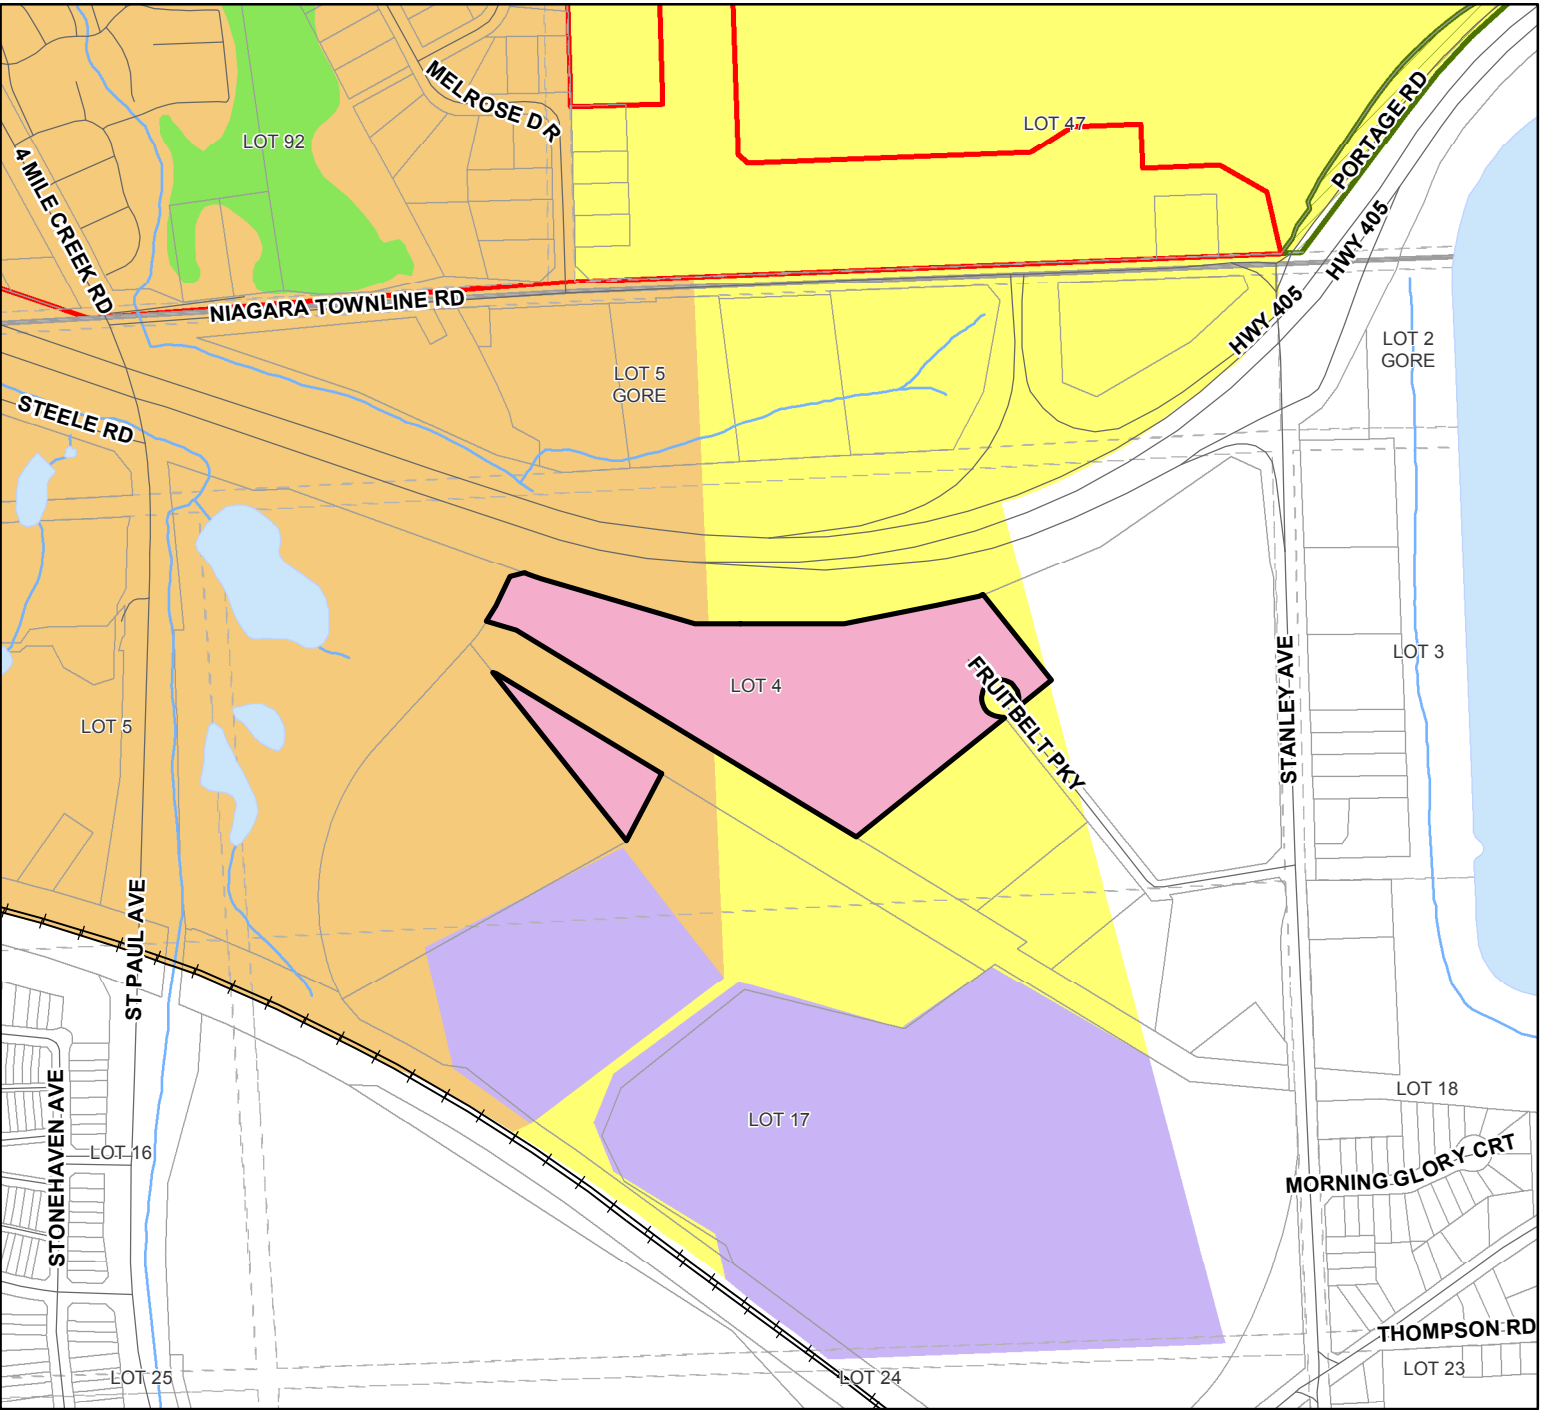 MELROSE D R
LOT 92
LOT 47
PORTAGE RD
4 MILE CREEK RD
HWY 405
NIAGARA TOWNLINE RD
HWY 405
LOT 2
GORE
LOT 5
GORE
STEELE RD
LOT 3
LOT 4
FRUITBELT PKY
STANLEY AVE
LOT 5
ST PAUL AVE
LOT 18
LOT 17
STONEHAVEN AVE
LOT 16
MORNING GLORY CRT
THOMPSON RD
LOT 25
LOT 24
LOT 23